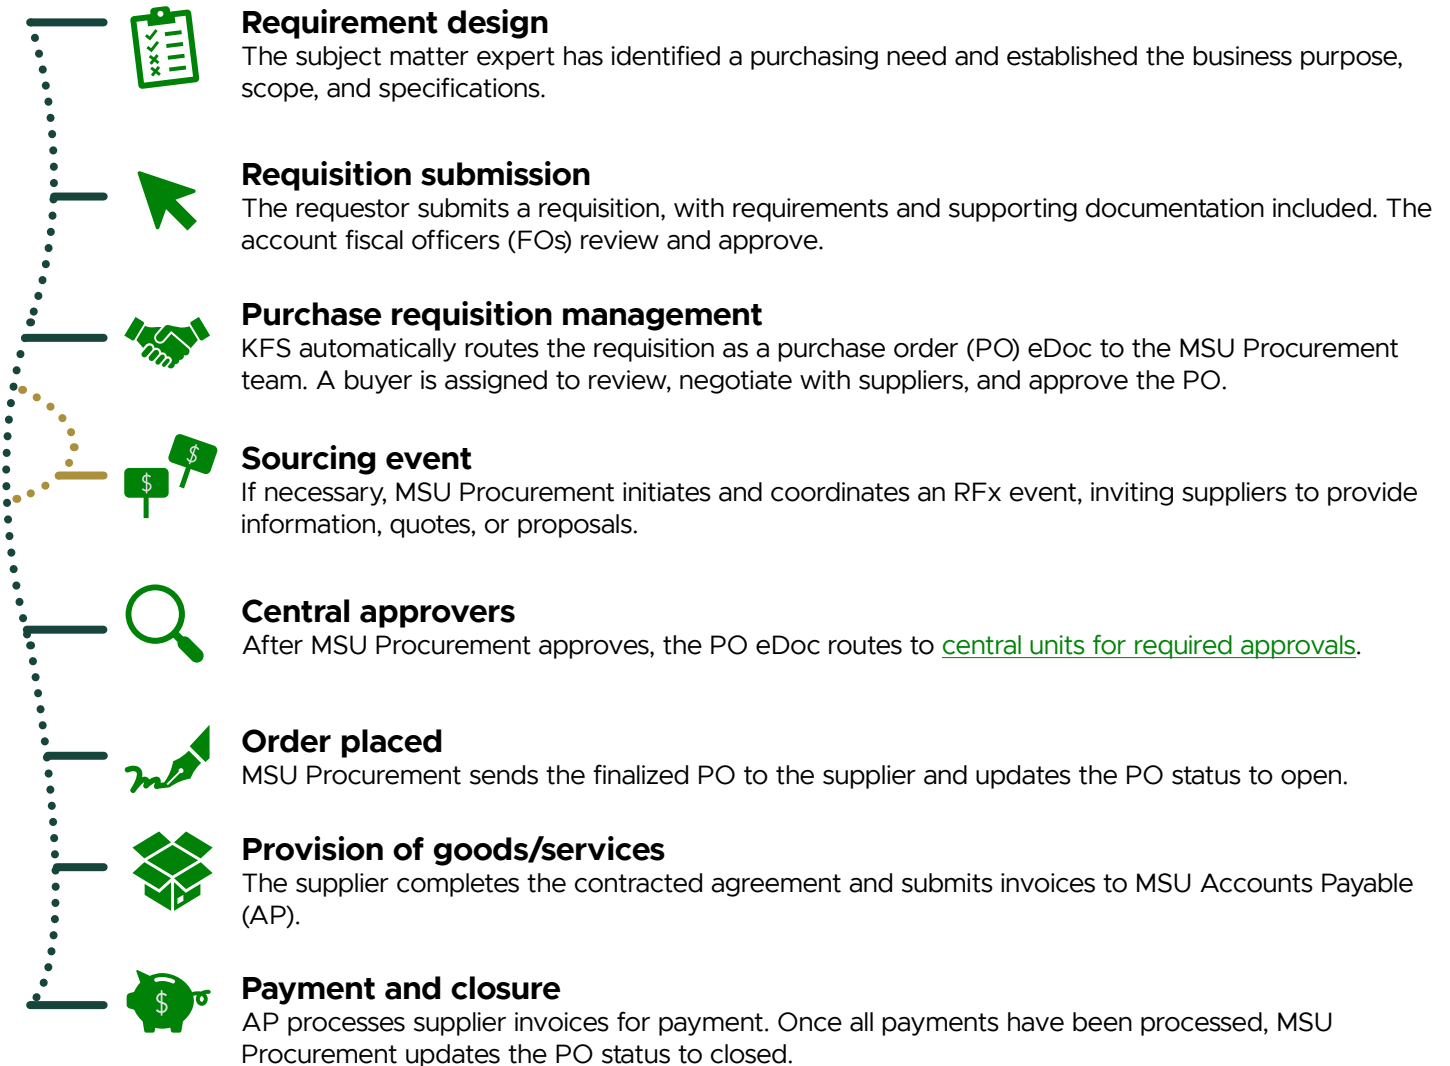 Requirement design
The subject matter expert has identified a purchasing need and established the business purpose,
scope, and specifications.
Requisition submission
The requestor submits a requisition, with requirements and supporting documentation included. The
account fiscal officers (FOs) review and approve.
Purchase requisition management
KFS automatically routes the requisition as a purchase order (PO) eDoc to the MSU Procurement
team. A buyer is assigned to review, negotiate with suppliers, and approve the PO.
$
$
Sourcing event
If necessary, MSU Procurement initiates and coordinates an RFx event, inviting suppliers to provide
information, quotes, or proposals.
Central approvers
After MSU Procurement approves, the PO eDoc routes to central units for required approvals.
Order placed
MSU Procurement sends the finalized PO to the supplier and updates the PO status to open.
Provision of goods/services
The supplier completes the contracted agreement and submits invoices to MSU Accounts Payable
(AP).
$
Payment and closure
AP processes supplier invoices for payment. Once all payments have been processed, MSU
Procurement updates the PO status to closed.